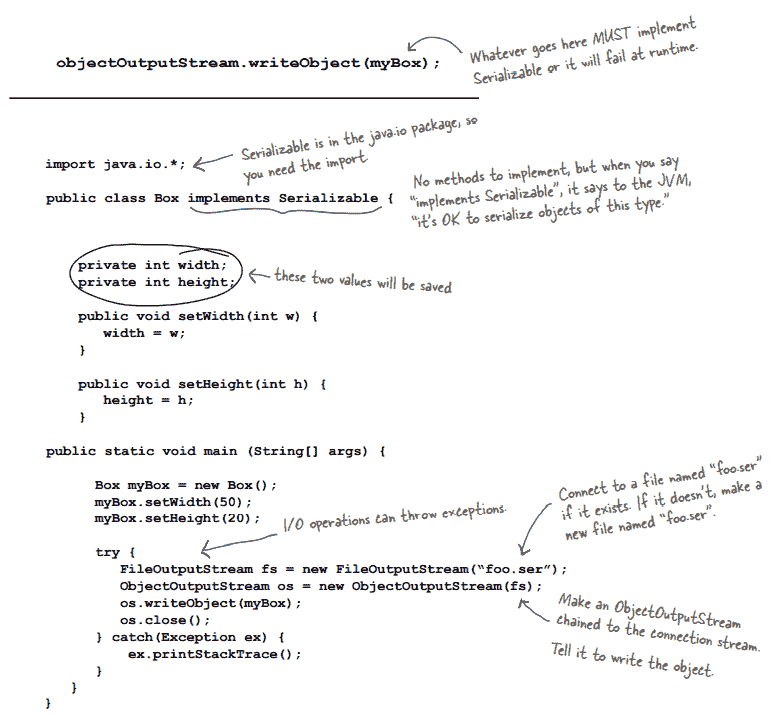 objectOutputStream.writeObject(myBox);
Whatever goes here MUST implement
Serializable or it will fail at runtime.
import java.io.*;
Serializable is in the java.io package, so
you need the import.
public class Box implements Serializable {
No methods to implement, but when you say
“implements Serializable”, it says to the JVM,
“it’s OK to serialize objects of this type.”
private int width;
private int height;
these two values will be saved
public void setWidth(int w) {
width = w;
}
public void setHeight(int h) {
height = h;
}
public static void main (String[] args) {
Box myBox = new Box();
myBox.setWidth(50);
myBox.setHeight(20);
I/O operations can throw exceptions.
Connect to a file named “foo.ser”
if it exists. If it doesn’t, make a
new file named “foo.ser”.
try {
FileOutputStream fs = new FileOutputStream(“foo.ser”);
ObjectOutputStream os = new ObjectOutputStream(fs);
os.writeObject(myBox);
os.close();
} catch(Exception ex) {
ex.printStackTrace();
}
}
}
Make an ObjectOutputStream
chained to the connection stream.
Tell it to write the object.